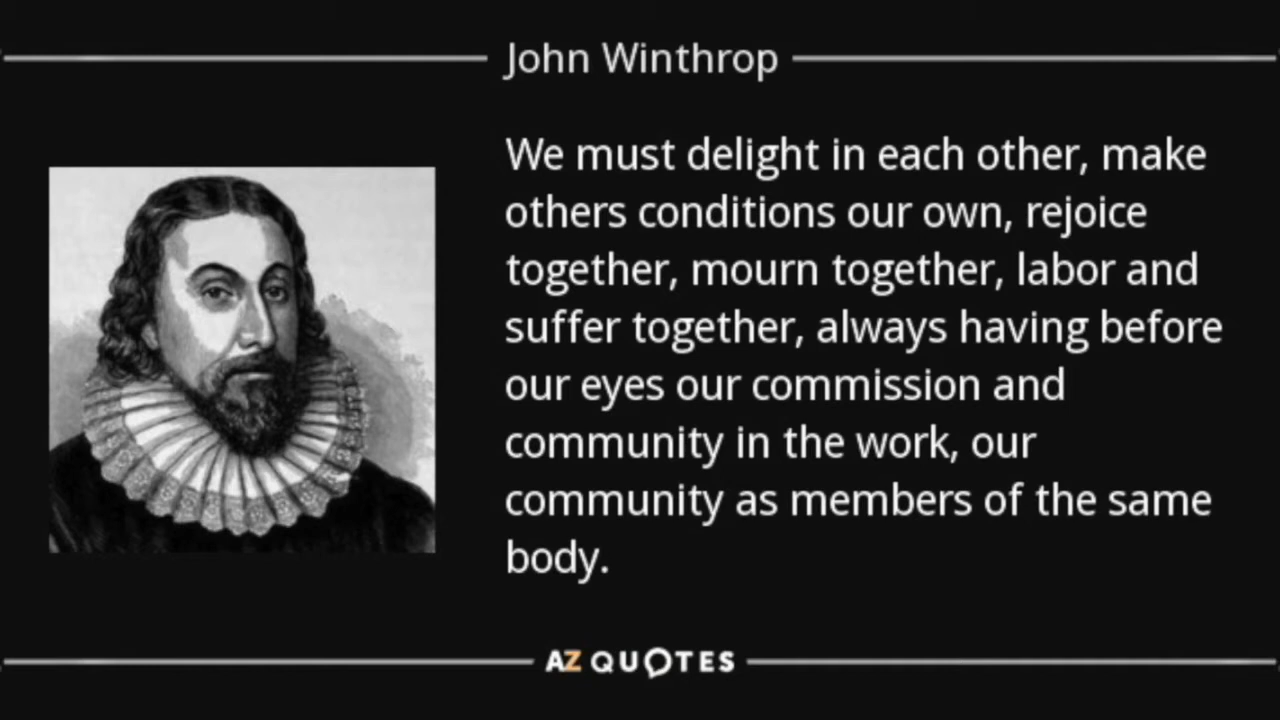 John Winthrop
We must delight in each other, make
others conditions our own, rejoice
together, mourn together, labor and
suffer together, always having before
our eyes our commission and
community in the work, our
community as members of the same
body.
AZ QUOTES